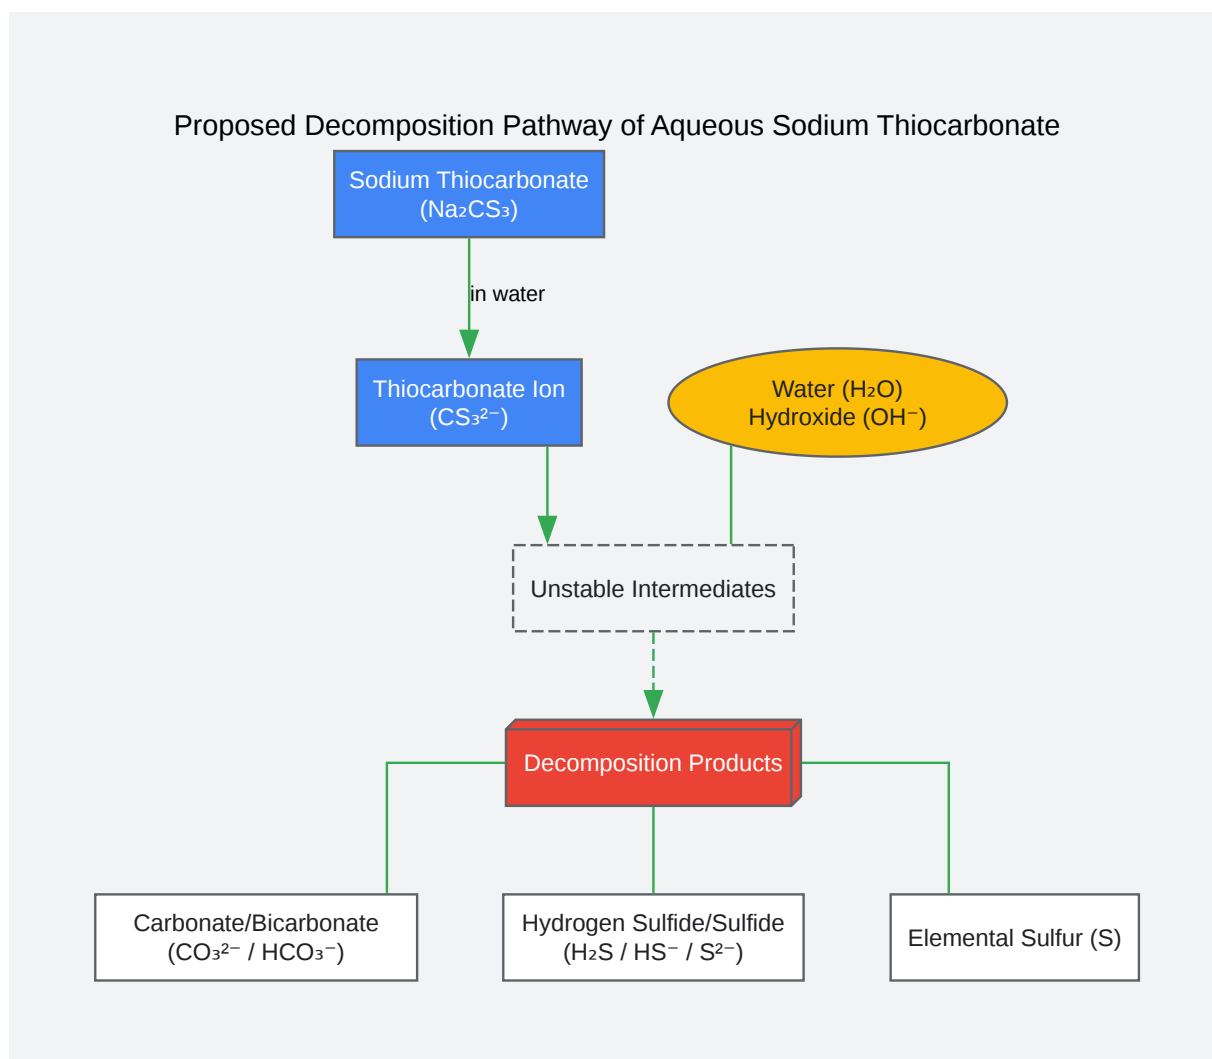 Proposed Decomposition Pathway of Aqueous Sodium Thiocarbonate
Sodium Thiocarbonate
(Na₂CS₃)
in water
Thiocarbonate Ion
(CS₃²⁻)
Water (H₂O)
Hydroxide (OH⁻)
Unstable Intermediates
Decomposition Products
Carbonate/Bicarbonate
(CO₃²⁻ / HCO₃⁻)
Hydrogen Sulfide/Sulfide
(H₂S / HS⁻ / S²⁻)
Elemental Sulfur (S)